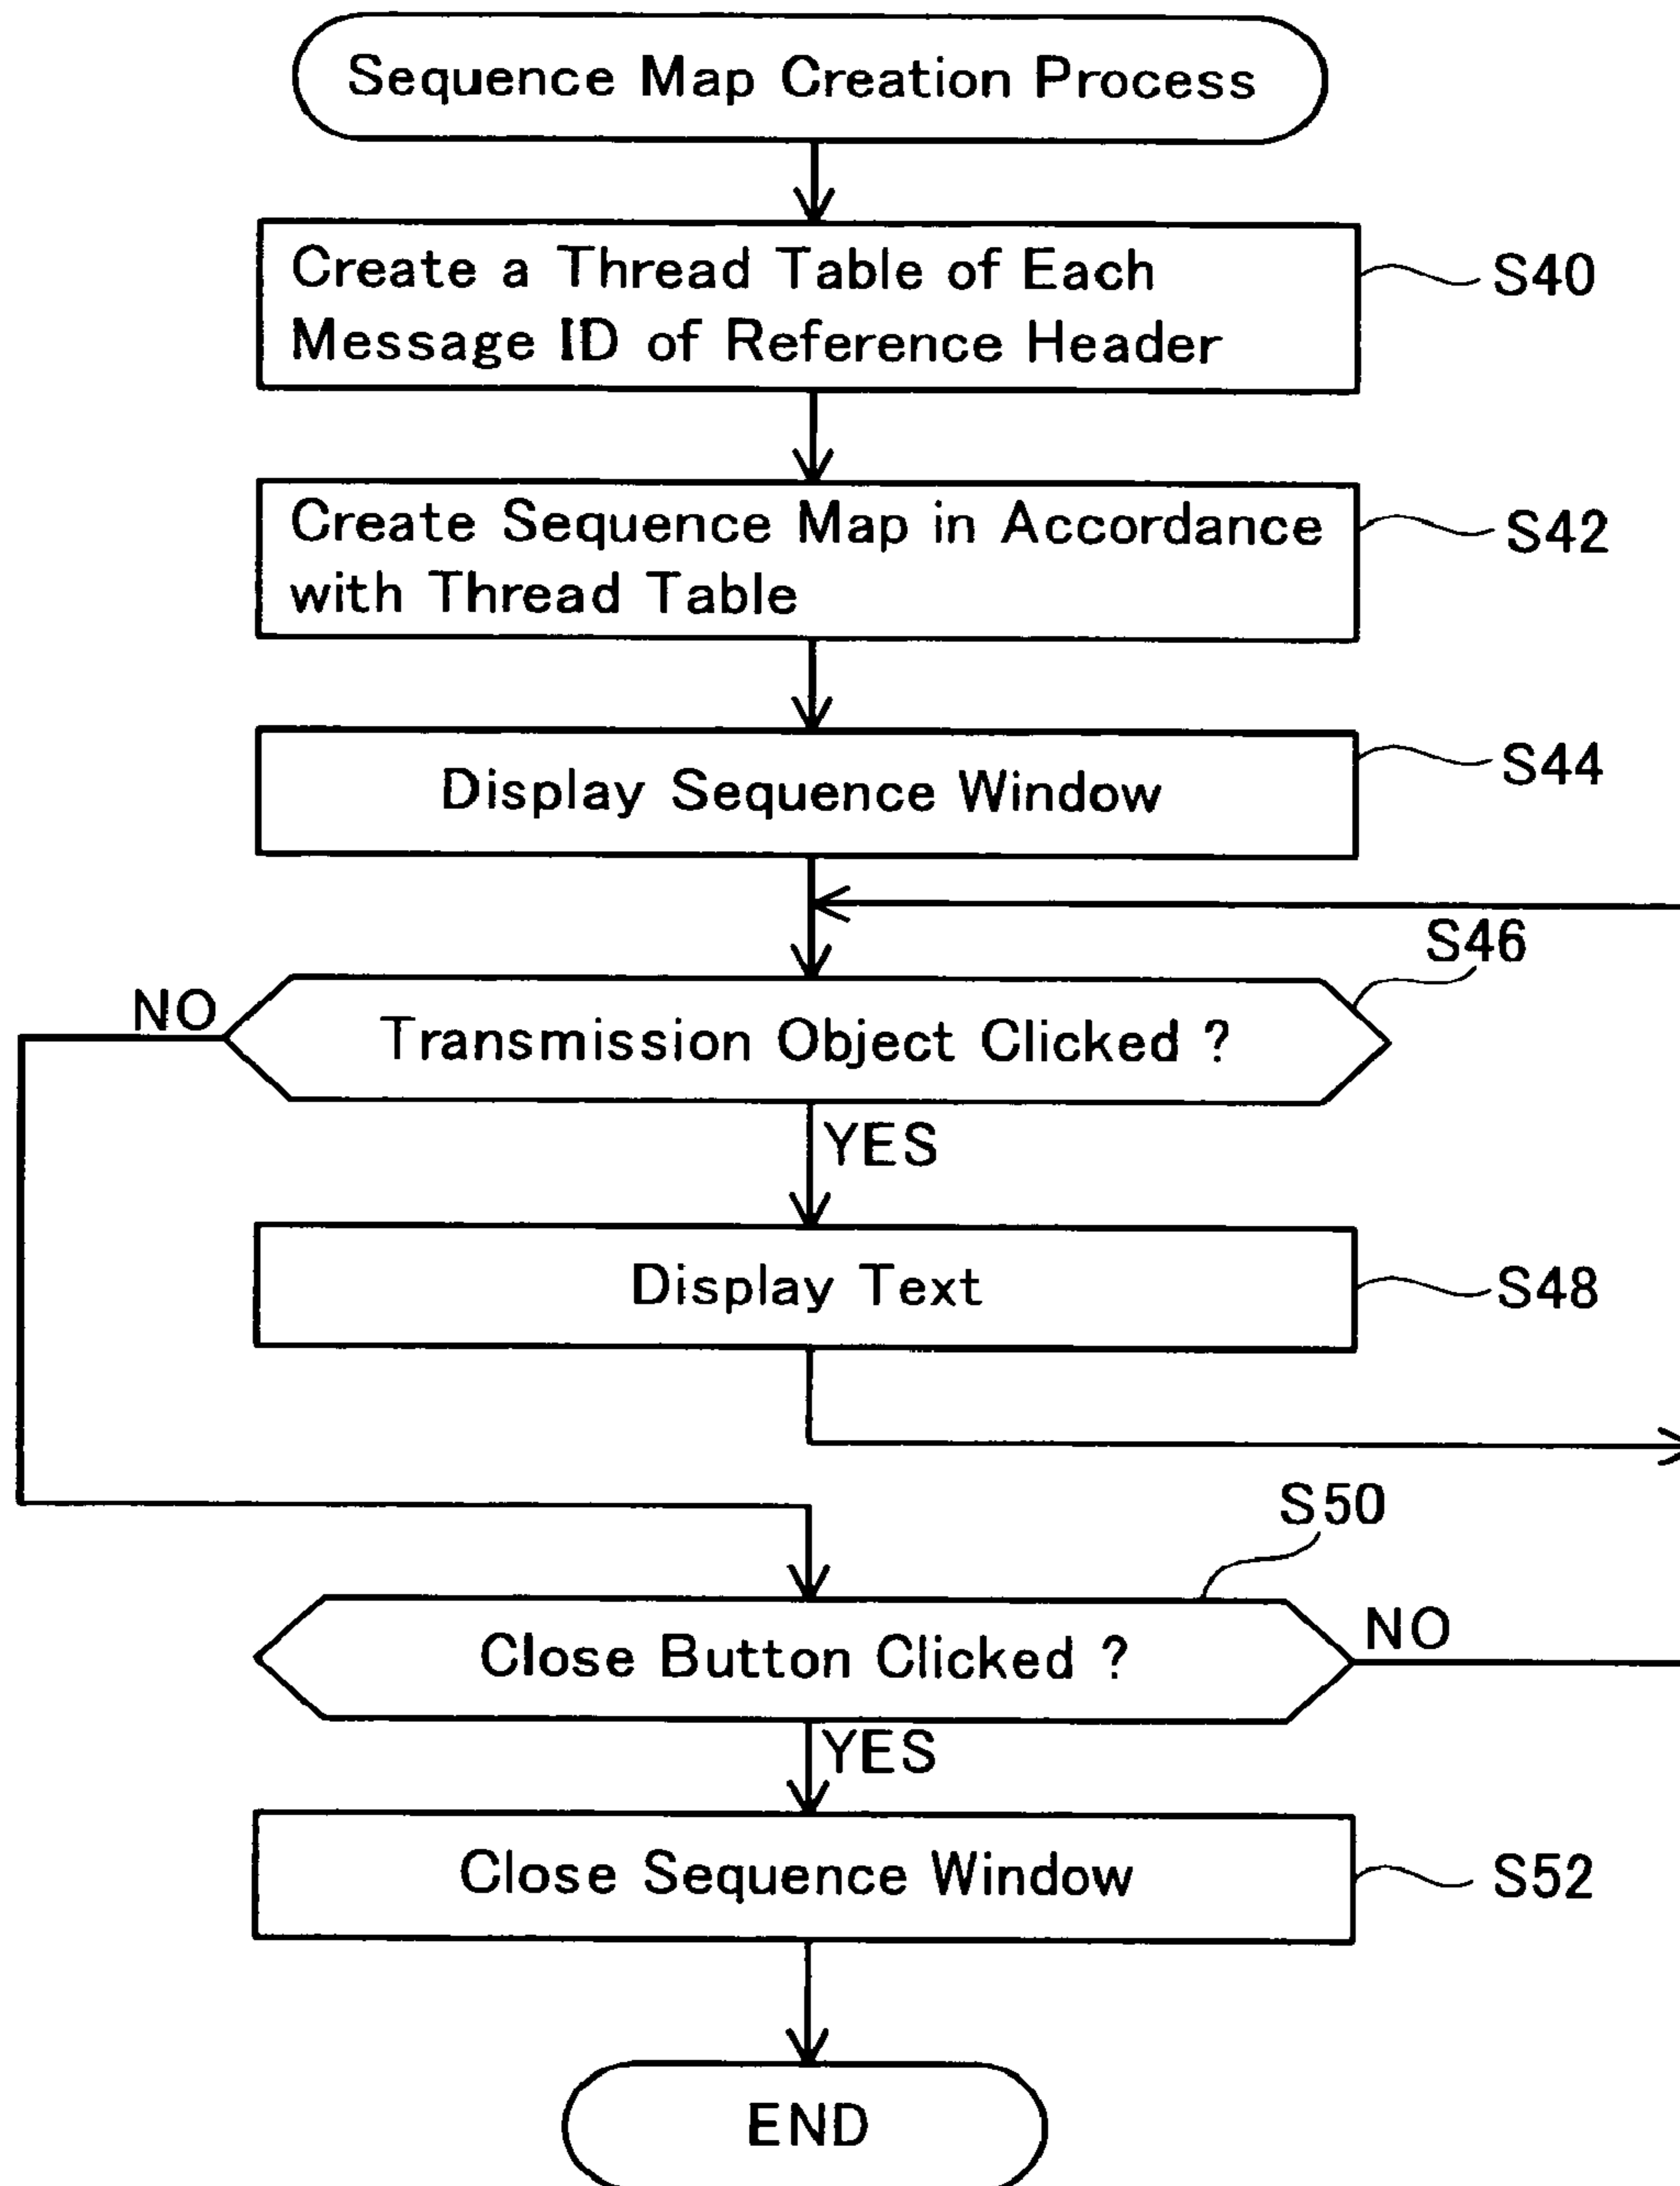 Sequence Map Creation Process
Create a Thread Table of Each
Message ID of Reference Header
S40
Create Sequence Map in Accordance
with Thread Table
S42
Display Sequence Window
S44
S46
NO
Transmission Object Clicked ?
YES
Display Text
S48
S50
Close Button Clicked ?
NO
YES
Close Sequence Window
S52
END